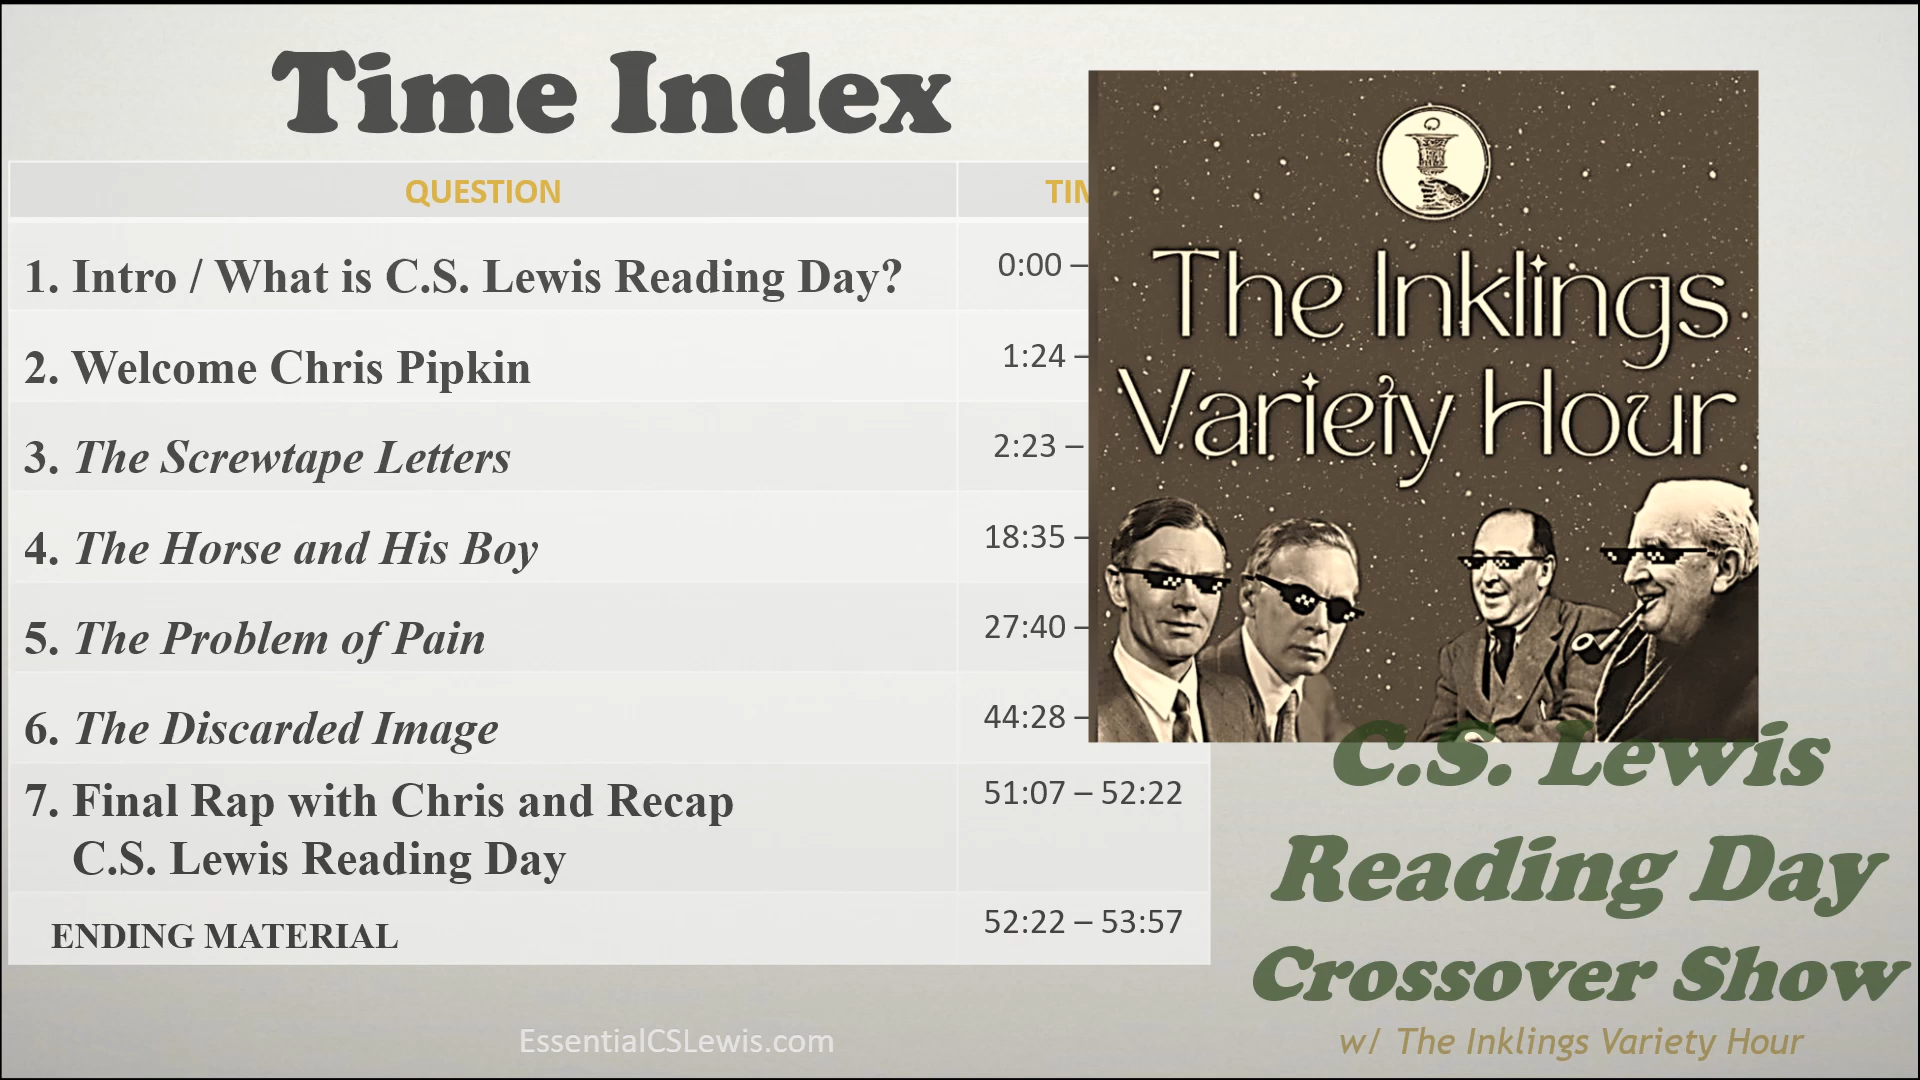 Time Index
QUESTION
1. Intro / What is C.S. Lewis Reading Day?
0:00 –
2. Welcome Chris Pipkin
1:24 –
3. The Screwtape Letters
2:23 –
4. The Horse and His Boy
18:35 –
5. The Problem of Pain
27:40 –
6. The Discarded Image
44:28 –
7. Final Rap with Chris and Recap
C.S. Lewis Reading Day
51:07 – 52:22
ENDING MATERIAL
52:22 – 53:57
The Inklings
Variety Hour
C.S. Lewis
Reading Day
Crossover Show
w/ The Inklings Variety Hour
EssentialCSLewis.com